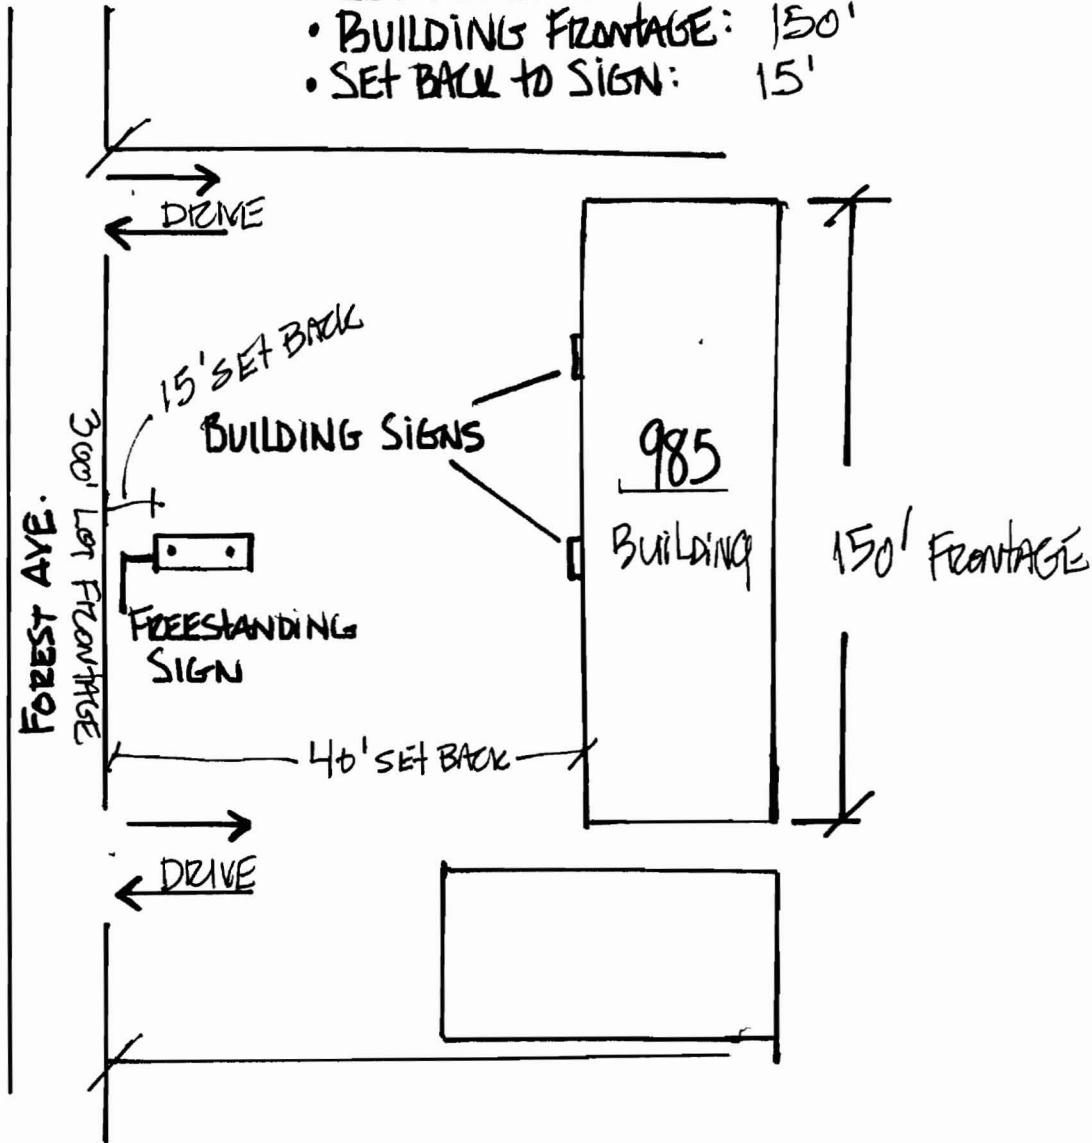 • BUILDING FRONTAGE: 150'
• SET BACK TO SIGN: 15'
DRIVE
15' SET BACK
BUILDING SIGNS
985
Building
150' FRONTAGE
FOREST AVE.
300' LOT FRONTAGE
FREESTANDING
SIGN
40' SET BACK
DRIVE